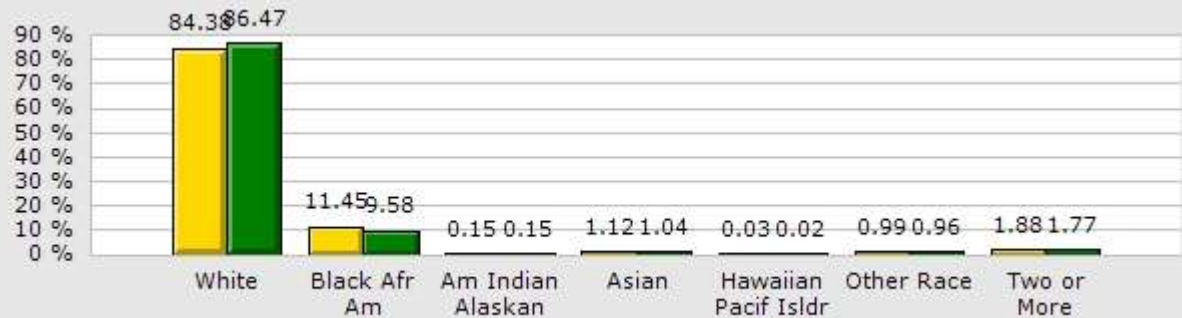 84.38 86.47
90 %
80 %
70 %
60 %
50 %
40 %
30 %
20 %
10 %
0 %
11.45 9.58
0.15 0.15
1.12 1.04
0.03 0.02
0.99 0.96
1.88 1.77
White
Black Afr
Am
Am Indian
Alaskan
Asian
Hawaiian
Pacif Isldr
Other Race
Two or
More